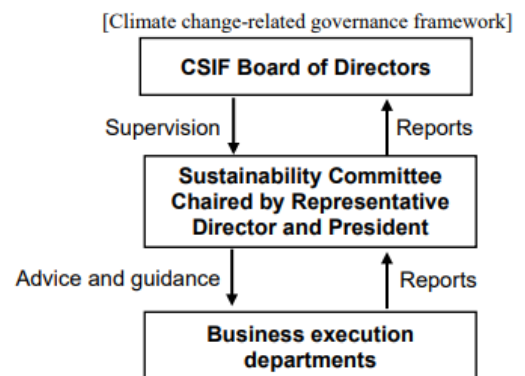 [Climate change-related governance framework]
CSIF Board of Directors
Supervision
Reports
Sustainability Committee
Chaired by Representative
Director and President
Advice and guidance
Reports
Business execution
departments